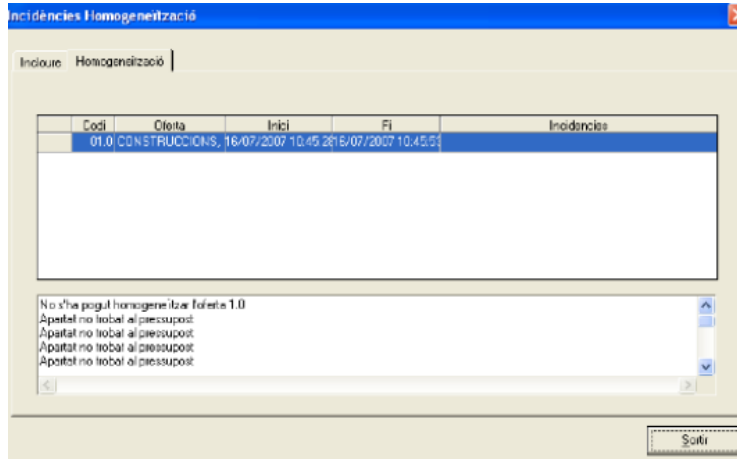 Incidències Homogeneïtzació
Incloure Homogeneïtzació
Codi Oferta Inici Fi Incidencies
01.0 CONSTRUCCIONS, 16/07/2007 10:45:28 16/07/2007 10:45:53
No s'ha pogut homogeneïtzar l'oferta 1.0
Apartat no trobat al pressupost
Apartat no trobat al pressupost
Apartat no trobat al pressupost
Apartat no trobat al pressupost
Sortir